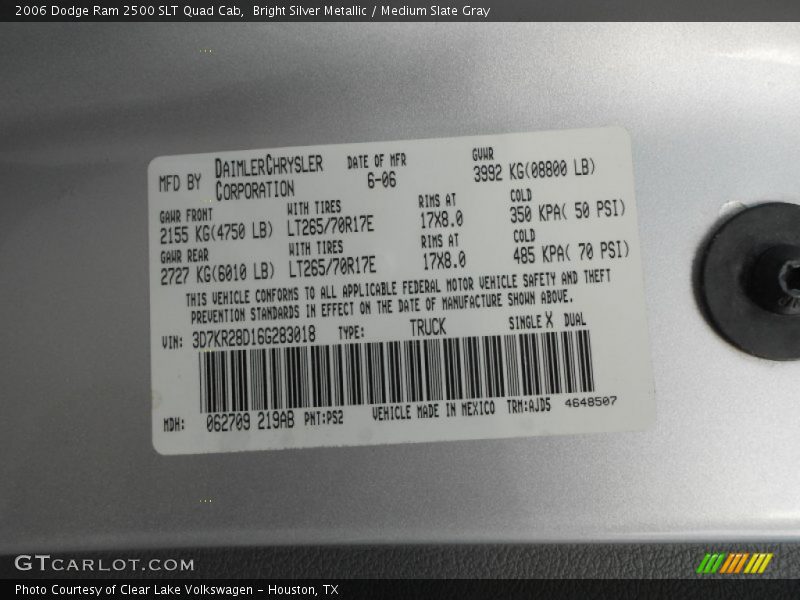 2006 Dodge Ram 2500 SLT Quad Cab,  Bright Silver Metallic / Medium Slate Gray
MFD BY DAIMLERCHRYSLER CORPORATION DATE OF MFR 6-06 GVWR 3992 KG(08800 LB)
GAWR FRONT WITH TIRES RIMS AT COLD
2155 KG(4750 LB) LT265/70R17E 17X8.0 350 KPA( 50 PSI)
GAWR REAR WITH TIRES RIMS AT COLD
2727 KG(6010 LB) LT265/70R17E 17X8.0 485 KPA( 70 PSI)
THIS VEHICLE CONFORMS TO ALL APPLICABLE FEDERAL MOTOR VEHICLE SAFETY AND THEFT
PREVENTION STANDARDS IN EFFECT ON THE DATE OF MANUFACTURE SHOWN ABOVE.
VIN: 3D7KR28D16G283018 TYPE: TRUCK SINGLE X DUAL
MDH: 062709 219AB PNT:PS2 VEHICLE MADE IN MEXICO TRM:AJD5 4648507
GTCARLOT.COM
Photo Courtesy of Clear Lake Volkswagen - Houston, TX